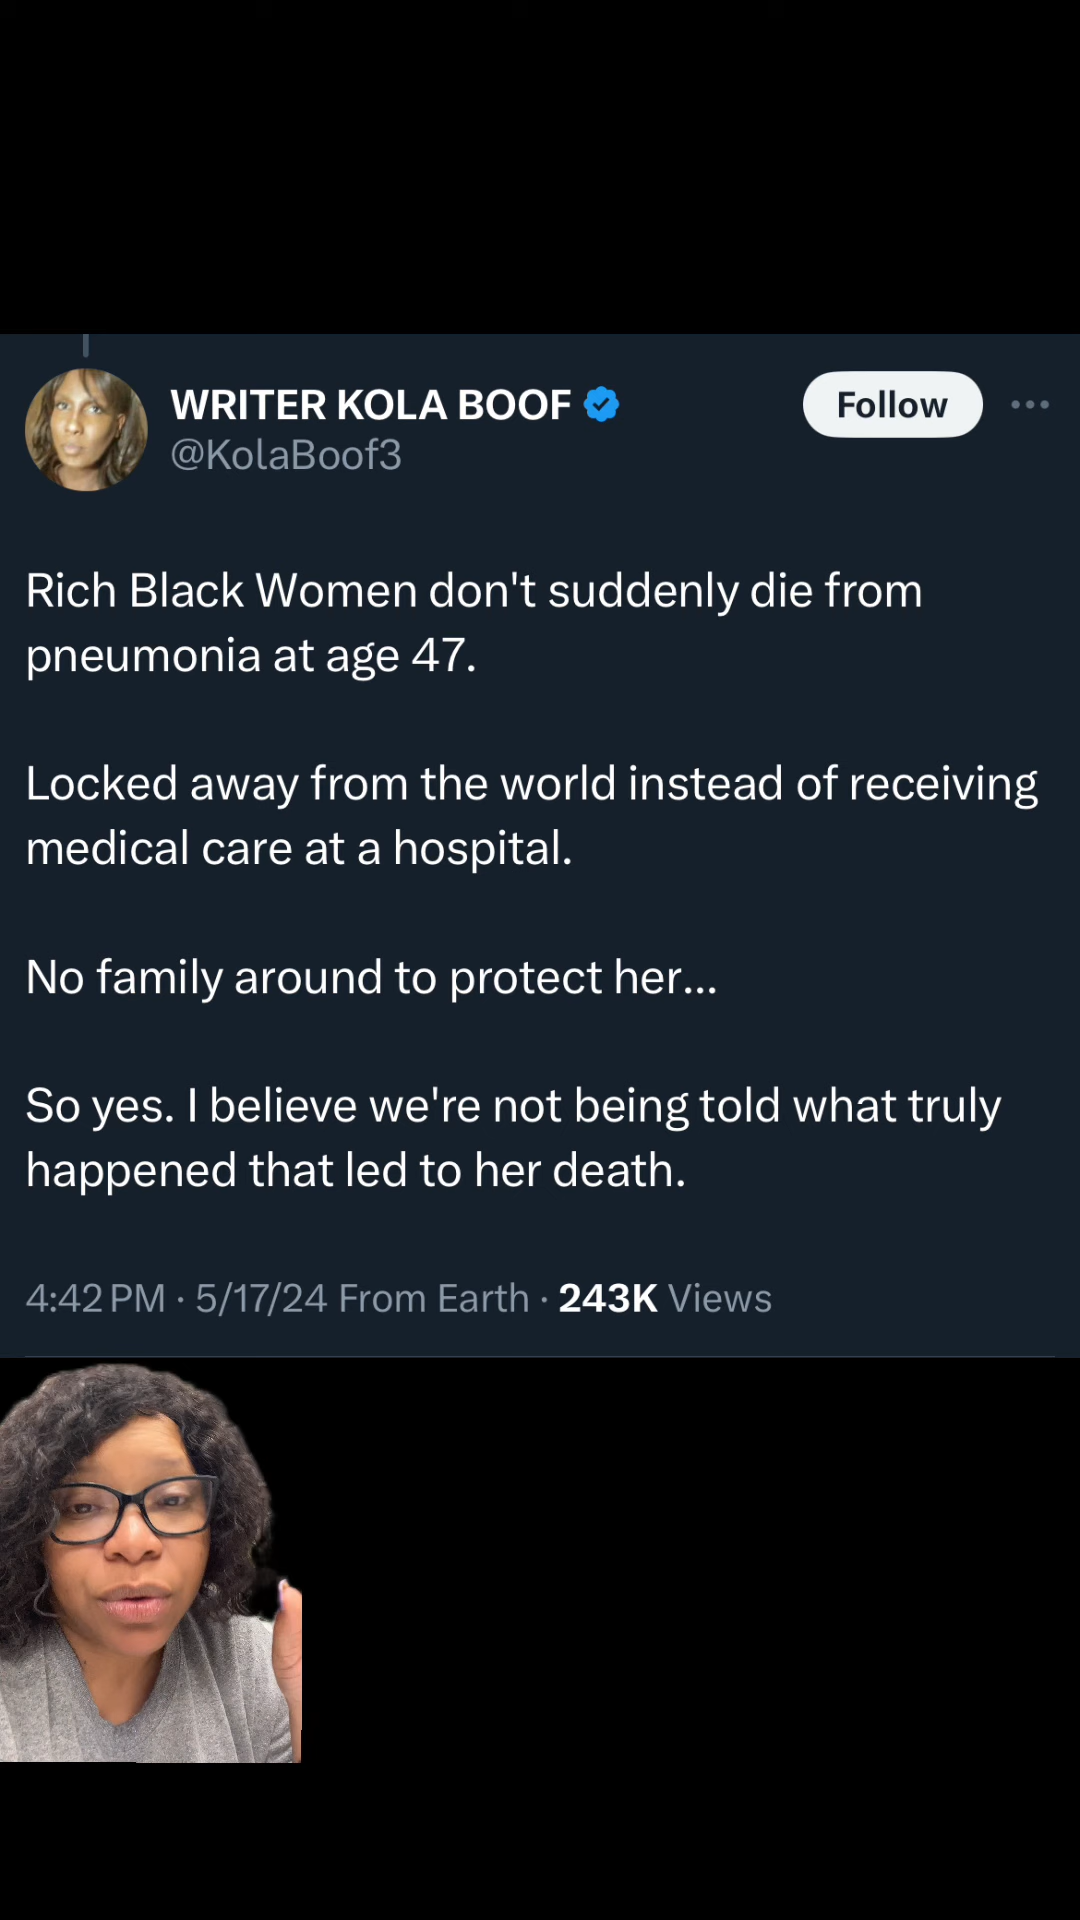 WRITER KOLA BOOF
Follow
@KolaBoof3
Rich Black Women don't suddenly die from
pneumonia at age 47.
Locked away from the world instead of receiving
medical care at a hospital.
No family around to protect her...
So yes. I believe we're not being told what truly
happened that led to her death.
4:42 PM · 5/17/24 From Earth · 243K Views